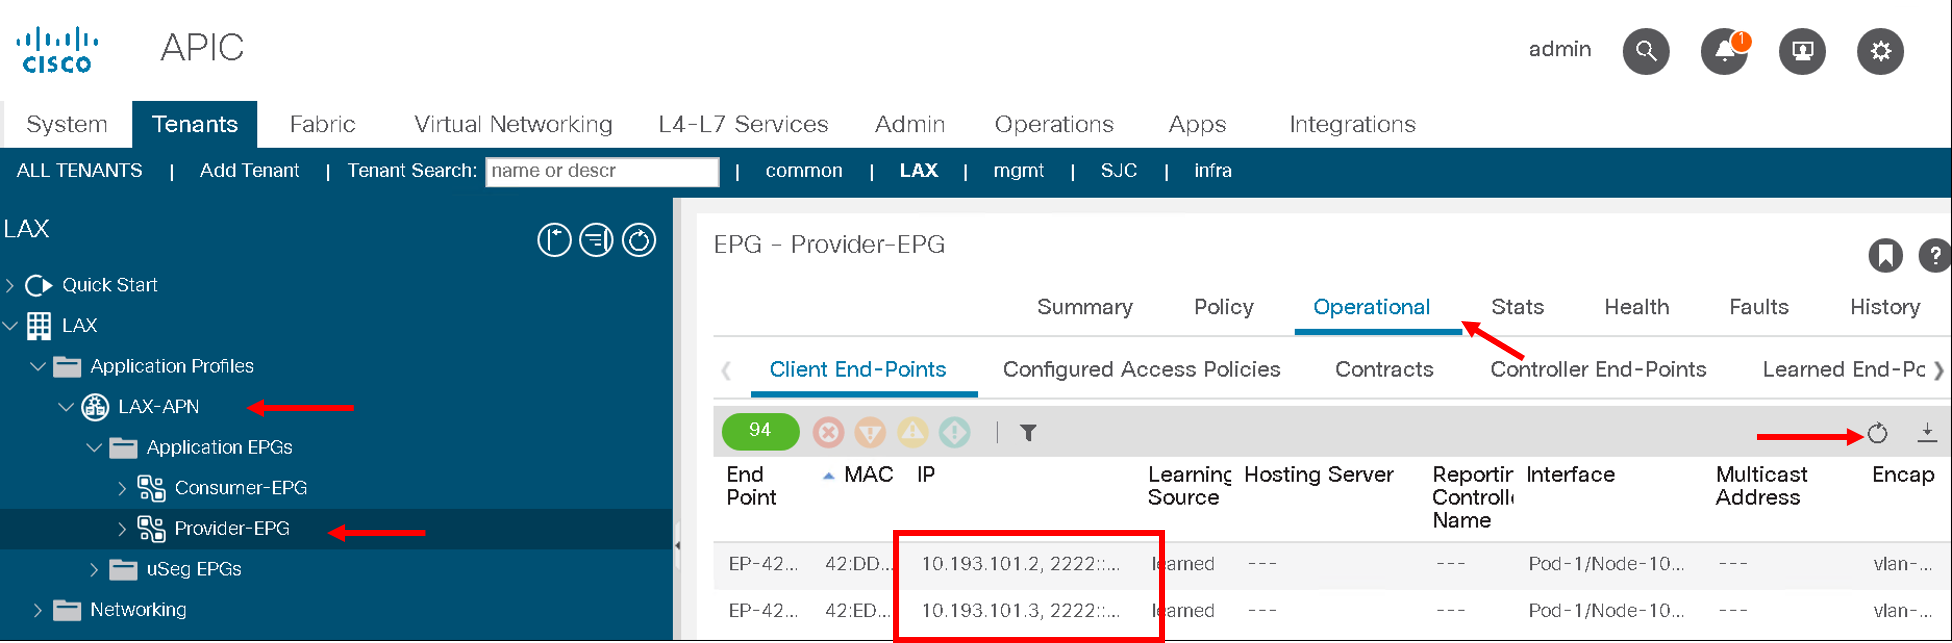 CISCO APIC
admin 1
System Tenants Fabric Virtual Networking L4-L7 Services Admin Operations Apps Integrations
ALL TENANTS | Add Tenant | Tenant Search: name or descr | common | LAX | mgmt | SJC | infra
LAX
Quick Start
LAX
Application Profiles
LAX-APN
Application EPGs
Consumer-EPG
Provider-EPG
uSeg EPGs
Networking
EPG - Provider-EPG
?
Summary Policy Operational Stats Health Faults History
Client End-Points Configured Access Policies Contracts Controller End-Points Learned End-Pc
94
End Point MAC IP Learning Source Hosting Server Reportin Controlle Name Interface Multicast Address Encap
EP-42... 42:DD... 10.193.101.2, 2222::... learned --- --- Pod-1/Node-10... --- vlan-...
EP-42... 42:ED... 10.193.101.3, 2222::... learned --- --- Pod-1/Node-10... --- vlan-...